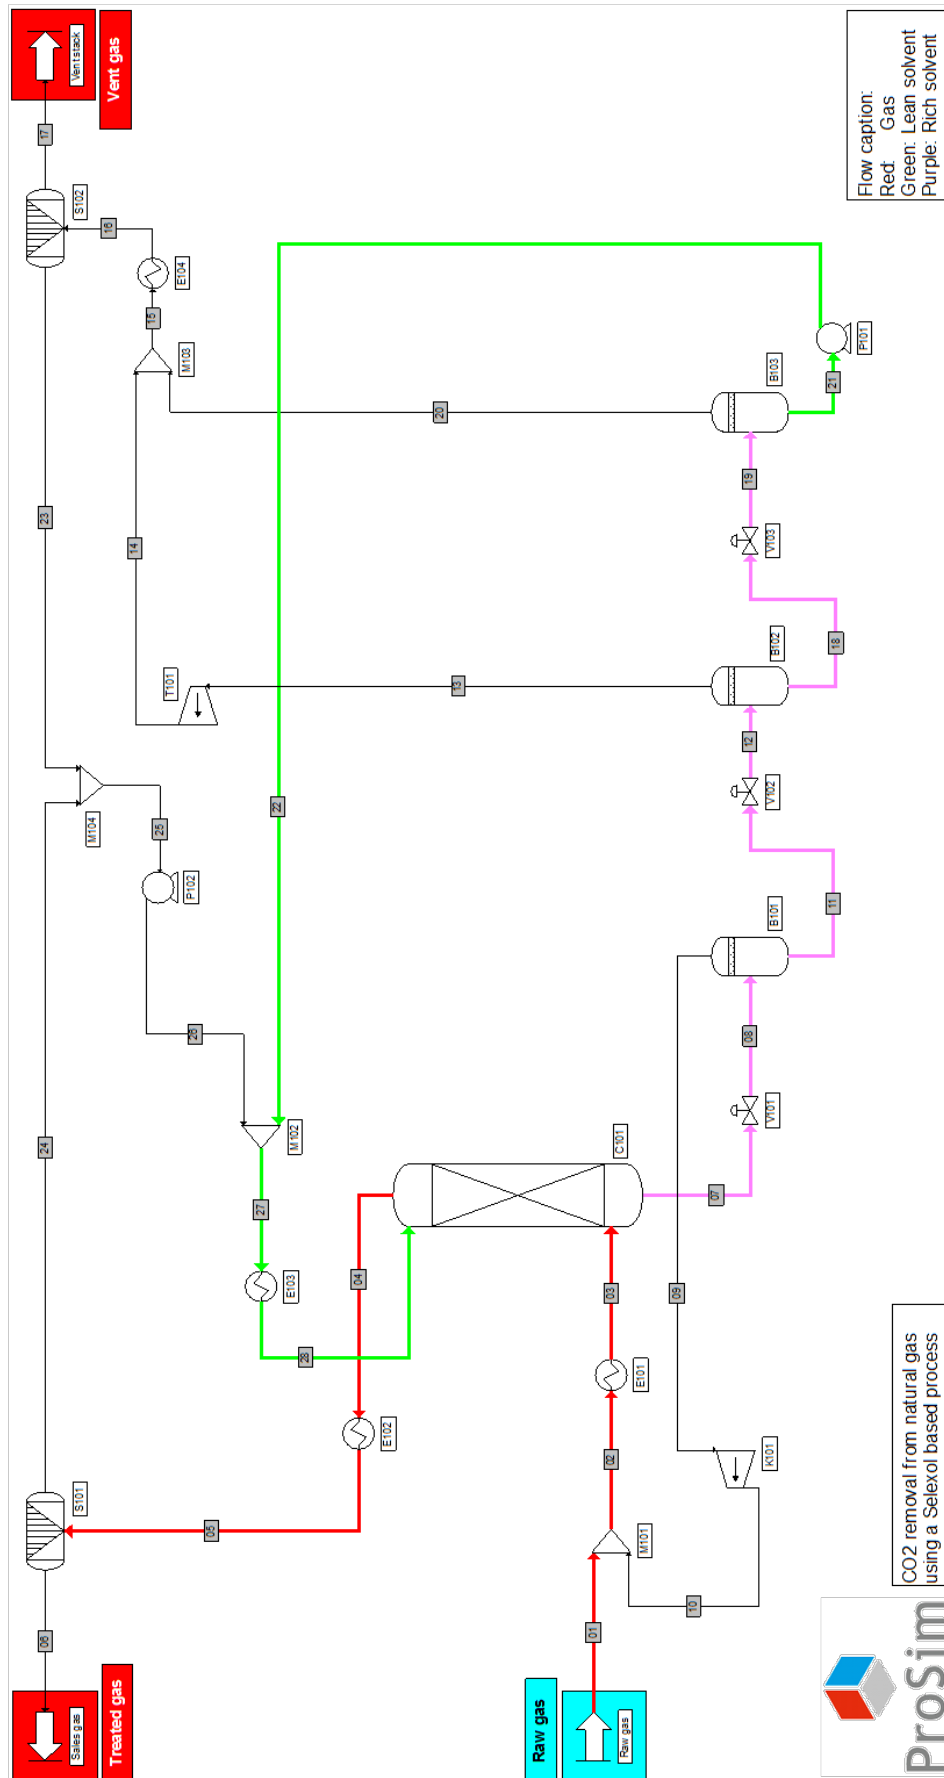 Vent gas
Ventstack
17
S102
16
E104
15
M103
14
20
23
T101
13
22
M104
25
P102
24
26
M102
27
E103
28
04
E102
05
S101
06
Sales gas
Treated gas
C101
03
E101
02
M101
01
10
K101
09
Raw gas
Raw gas
07
V101
08
B101
11
V102
12
B102
18
V103
19
B103
21
P101
Flow caption:
Red: Gas
Green: Lean solvent
Purple: Rich solvent
CO2 removal from natural gas
using a Selexol based process
ProSim